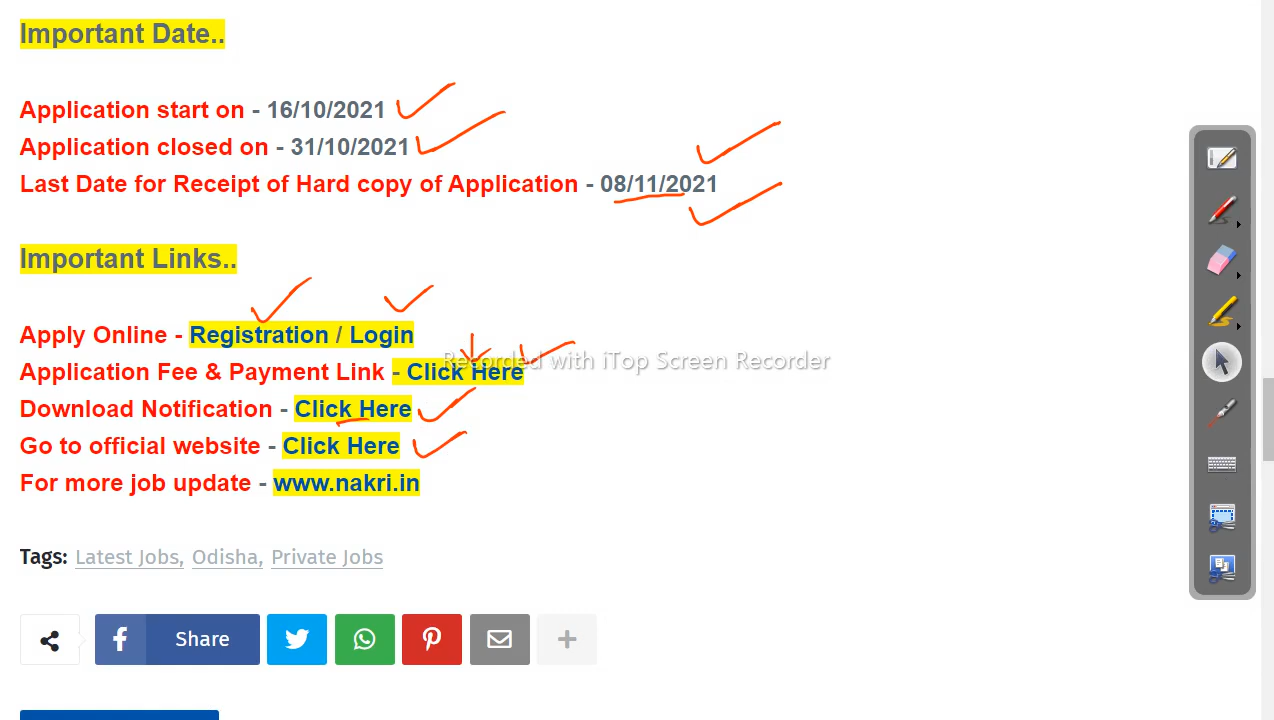 Important Date..
Application start on - 16/10/2021
Application closed on - 31/10/2021
Last Date for Receipt of Hard copy of Application - 08/11/2021
Important Links..
Apply Online - Registration / Login
Recorded with iTop Screen Recorder
Application Fee & Payment Link - Click Here
Download Notification - Click Here
Go to official website - Click Here
For more job update - www.nakri.in
Tags: Latest Jobs, Odisha, Private Jobs
Share